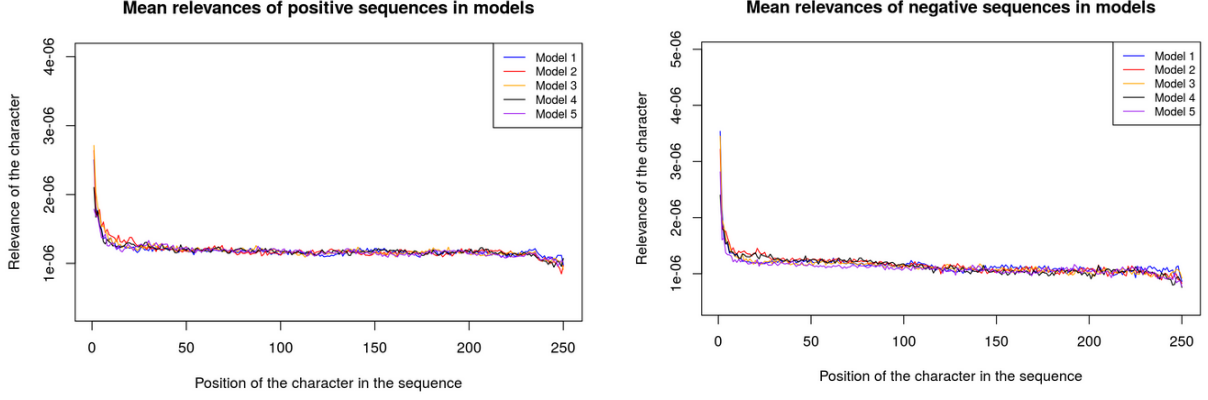 Mean relevances of positive sequences in models
Relevance of the character
4e-06
3e-06
2e-06
1e-06
Model 1
Model 2
Model 3
Model 4
Model 5
0 50 100 150 200 250
Position of the character in the sequence
Mean relevances of negative sequences in models
Relevance of the character
5e-06
4e-06
3e-06
2e-06
1e-06
Model 1
Model 2
Model 3
Model 4
Model 5
0 50 100 150 200 250
Position of the character in the sequence